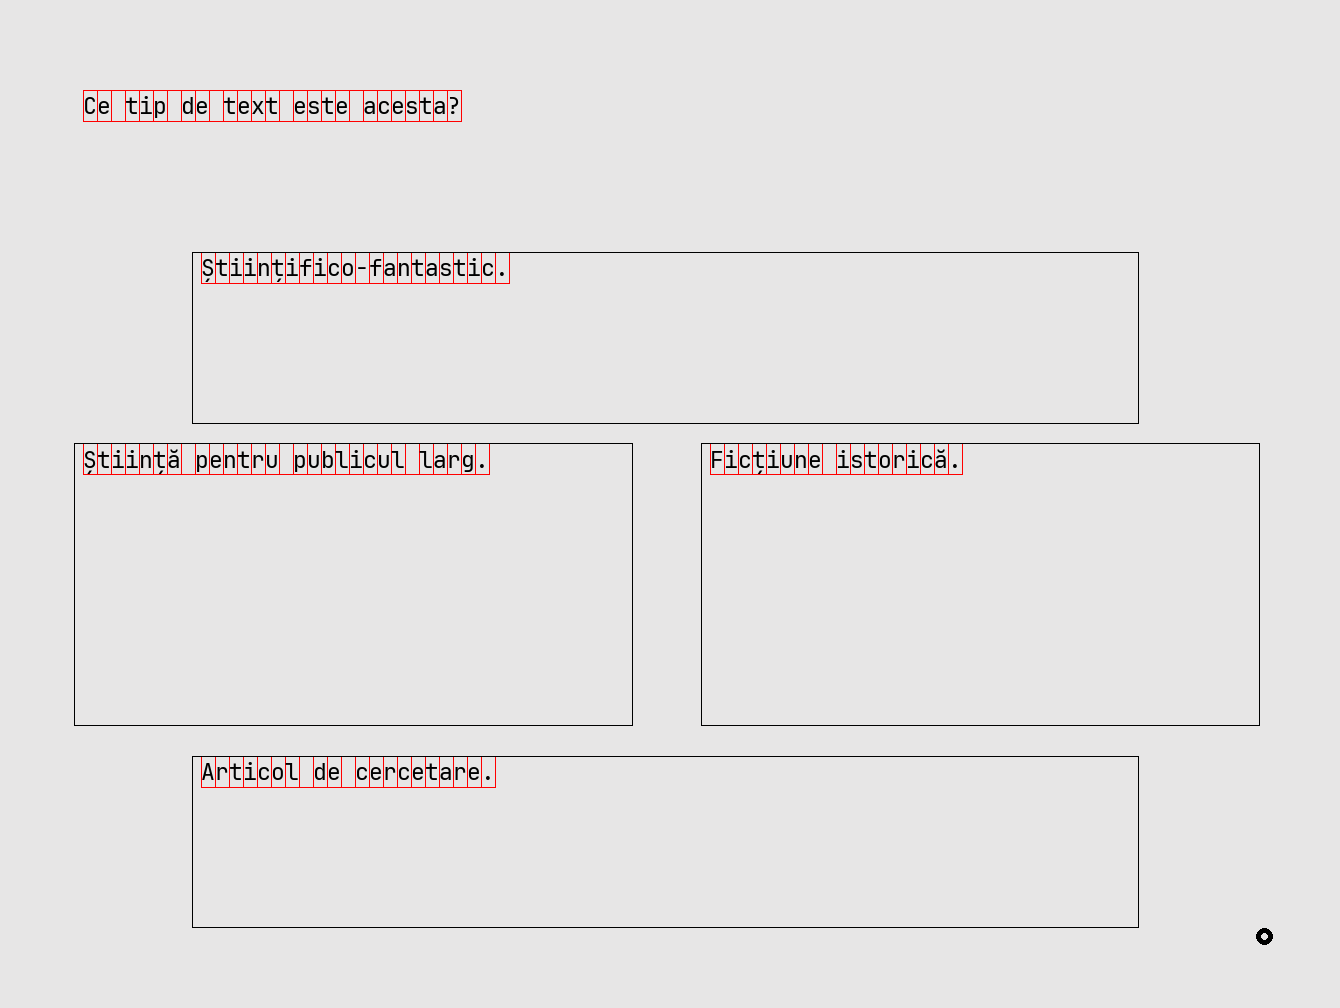 Ce tip de text este acesta?
Științifico-fantastic.
Știință pentru publicul larg.
Ficțiune istorică.
Articol de cercetare.